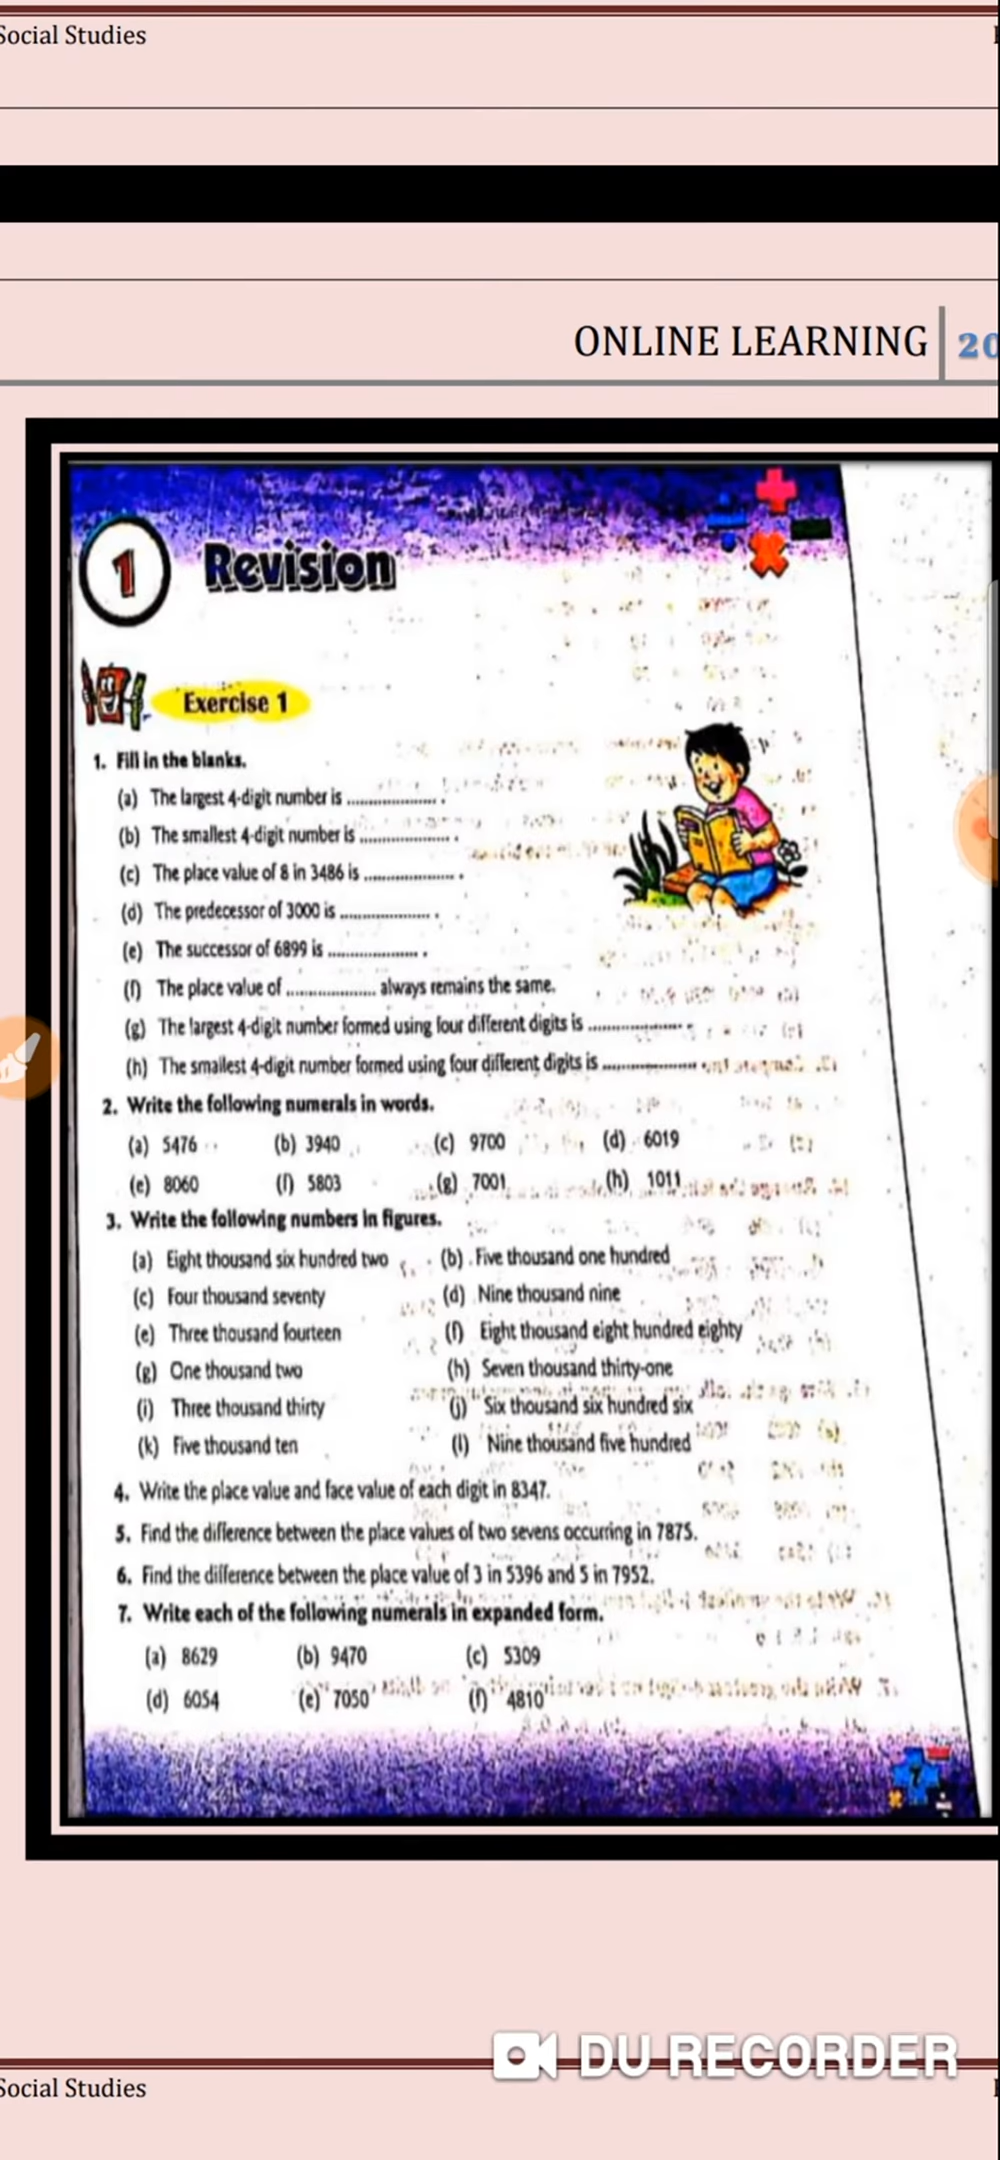 Social Studies
ONLINE LEARNING 20
1 Revision
Exercise 1
1. Fill in the blanks.
(a) The largest 4-digit number is .................... .
(b) The smallest 4-digit number is .................... .
(c) The place value of 8 in 3486 is .................... .
(d) The predecessor of 3000 is .................... .
(e) The successor of 6899 is .................... .
(f) The place value of .................... always remains the same.
(g) The largest 4-digit number formed using four different digits is .................... .
(h) The smallest 4-digit number formed using four different digits is ....................
2. Write the following numerals in words.
(a) 5476 (b) 3940 (c) 9700 (d) 6019
(e) 8060 (f) 5803 (g) 7001 (h) 1011
3. Write the following numbers in figures.
(a) Eight thousand six hundred two (b) Five thousand one hundred
(c) Four thousand seventy (d) Nine thousand nine
(e) Three thousand fourteen (f) Eight thousand eight hundred eighty
(g) One thousand two (h) Seven thousand thirty-one
(i) Three thousand thirty (j) Six thousand six hundred six
(k) Five thousand ten (l) Nine thousand five hundred
4. Write the place value and face value of each digit in 8347.
5. Find the difference between the place values of two sevens occurring in 7875.
6. Find the difference between the place value of 3 in 5396 and 5 in 7952.
7. Write each of the following numerals in expanded form.
(a) 8629 (b) 9470 (c) 5309
(d) 6054 (e) 7050 (f) 4810
7
DU RECORDER
Social Studies